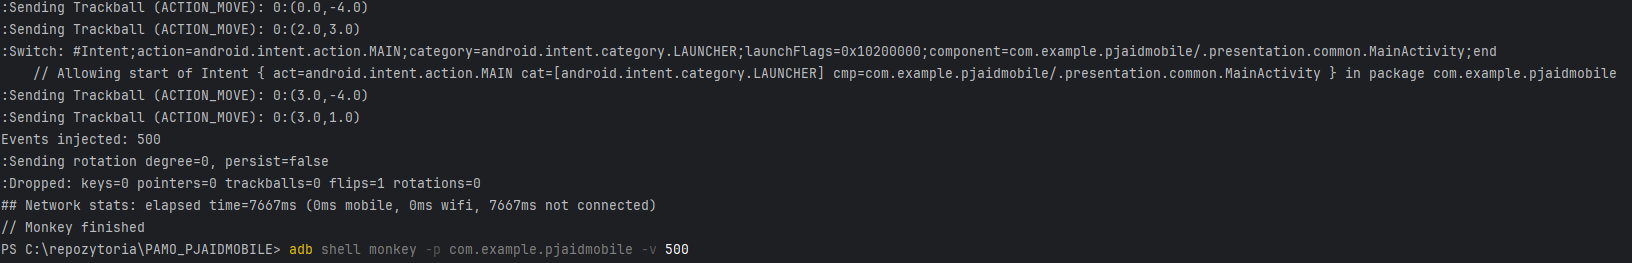 :Sending Trackball (ACTION_MOVE): 0:(0.0,-4.0)
:Sending Trackball (ACTION_MOVE): 0:(2.0,3.0)
:Switch: #Intent;action=android.intent.action.MAIN;category=android.intent.category.LAUNCHER;launchFlags=0x10200000;component=com.example.pjaidmobile/.presentation.common.MainActivity;end
    // Allowing start of Intent { act=android.intent.action.MAIN cat=[android.intent.category.LAUNCHER] cmp=com.example.pjaidmobile/.presentation.common.MainActivity } in package com.example.pjaidmobile
:Sending Trackball (ACTION_MOVE): 0:(3.0,-4.0)
:Sending Trackball (ACTION_MOVE): 0:(3.0,1.0)
Events injected: 500
:Sending rotation degree=0, persist=false
:Dropped: keys=0 pointers=0 trackballs=0 flips=1 rotations=0
## Network stats: elapsed time=7667ms (0ms mobile, 0ms wifi, 7667ms not connected)
// Monkey finished
PS C:\repozytoria\PAMO_PJAIDMOBILE> adb shell monkey -p com.example.pjaidmobile -v 500